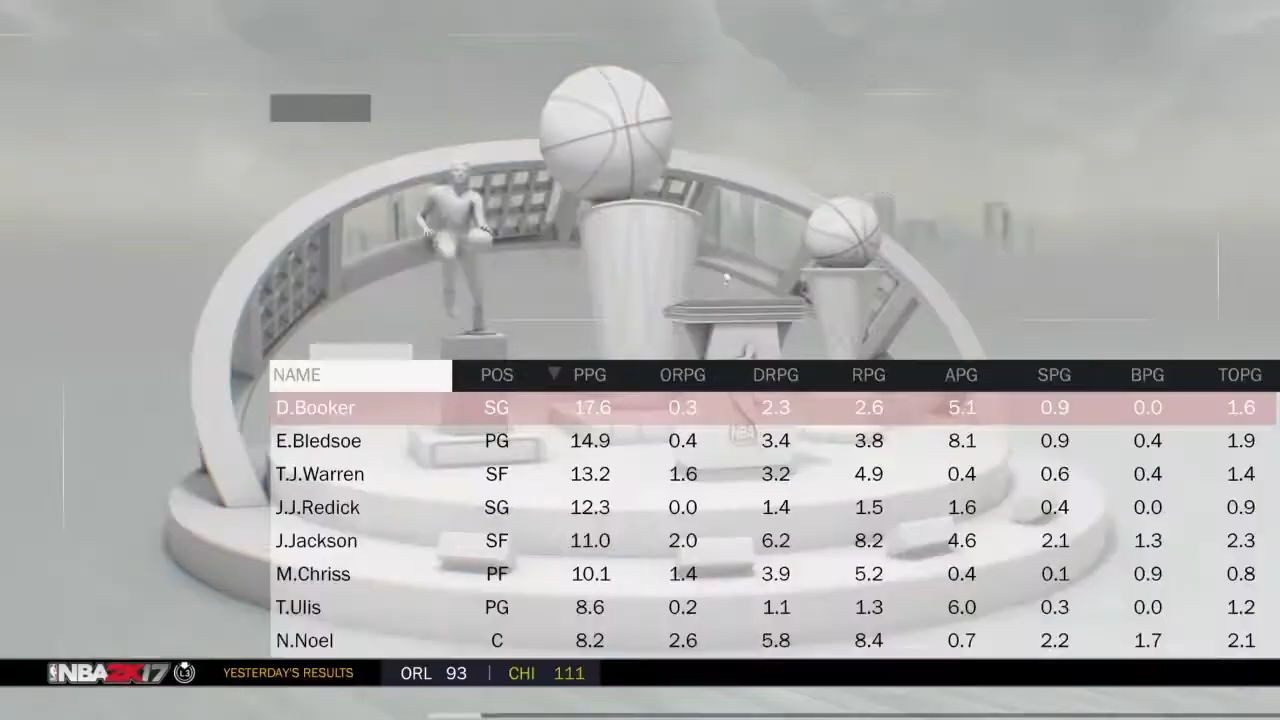 NAME POS PPG ORPG DRPG RPG APG SPG BPG TOPG
D.Booker SG 17.6 0.3 2.3 2.6 5.1 0.9 0.0 1.6
E.Bledsoe PG 14.9 0.4 3.4 3.8 8.1 0.9 0.4 1.9
T.J.Warren SF 13.2 1.6 3.2 4.9 0.4 0.6 0.4 1.4
J.J.Redick SG 12.3 0.0 1.4 1.5 1.6 0.4 0.0 0.9
J.Jackson SF 11.0 2.0 6.2 8.2 4.6 2.1 1.3 2.3
M.Chriss PF 10.1 1.4 3.9 5.2 0.4 0.1 0.9 0.8
T.Ulis PG 8.6 0.2 1.1 1.3 6.0 0.3 0.0 1.2
N.Noel C 8.2 2.6 5.8 8.4 0.7 2.2 1.7 2.1
NBA 2K17 L3 YESTERDAY'S RESULTS ORL 93 | CHI 111